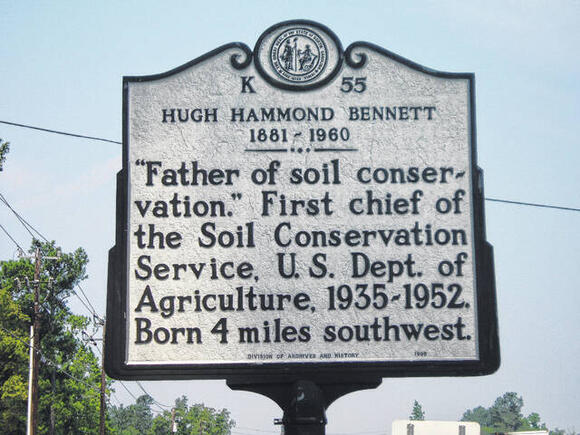 K 55
HUGH HAMMOND BENNETT
1881 ~ 1960
"Father of soil conser-
vation." First chief of
the Soil Conservation
Service, U.S. Dept. of
Agriculture, 1935-1952.
Born 4 miles southwest.
DIVISION OF ARCHIVES AND HISTORY